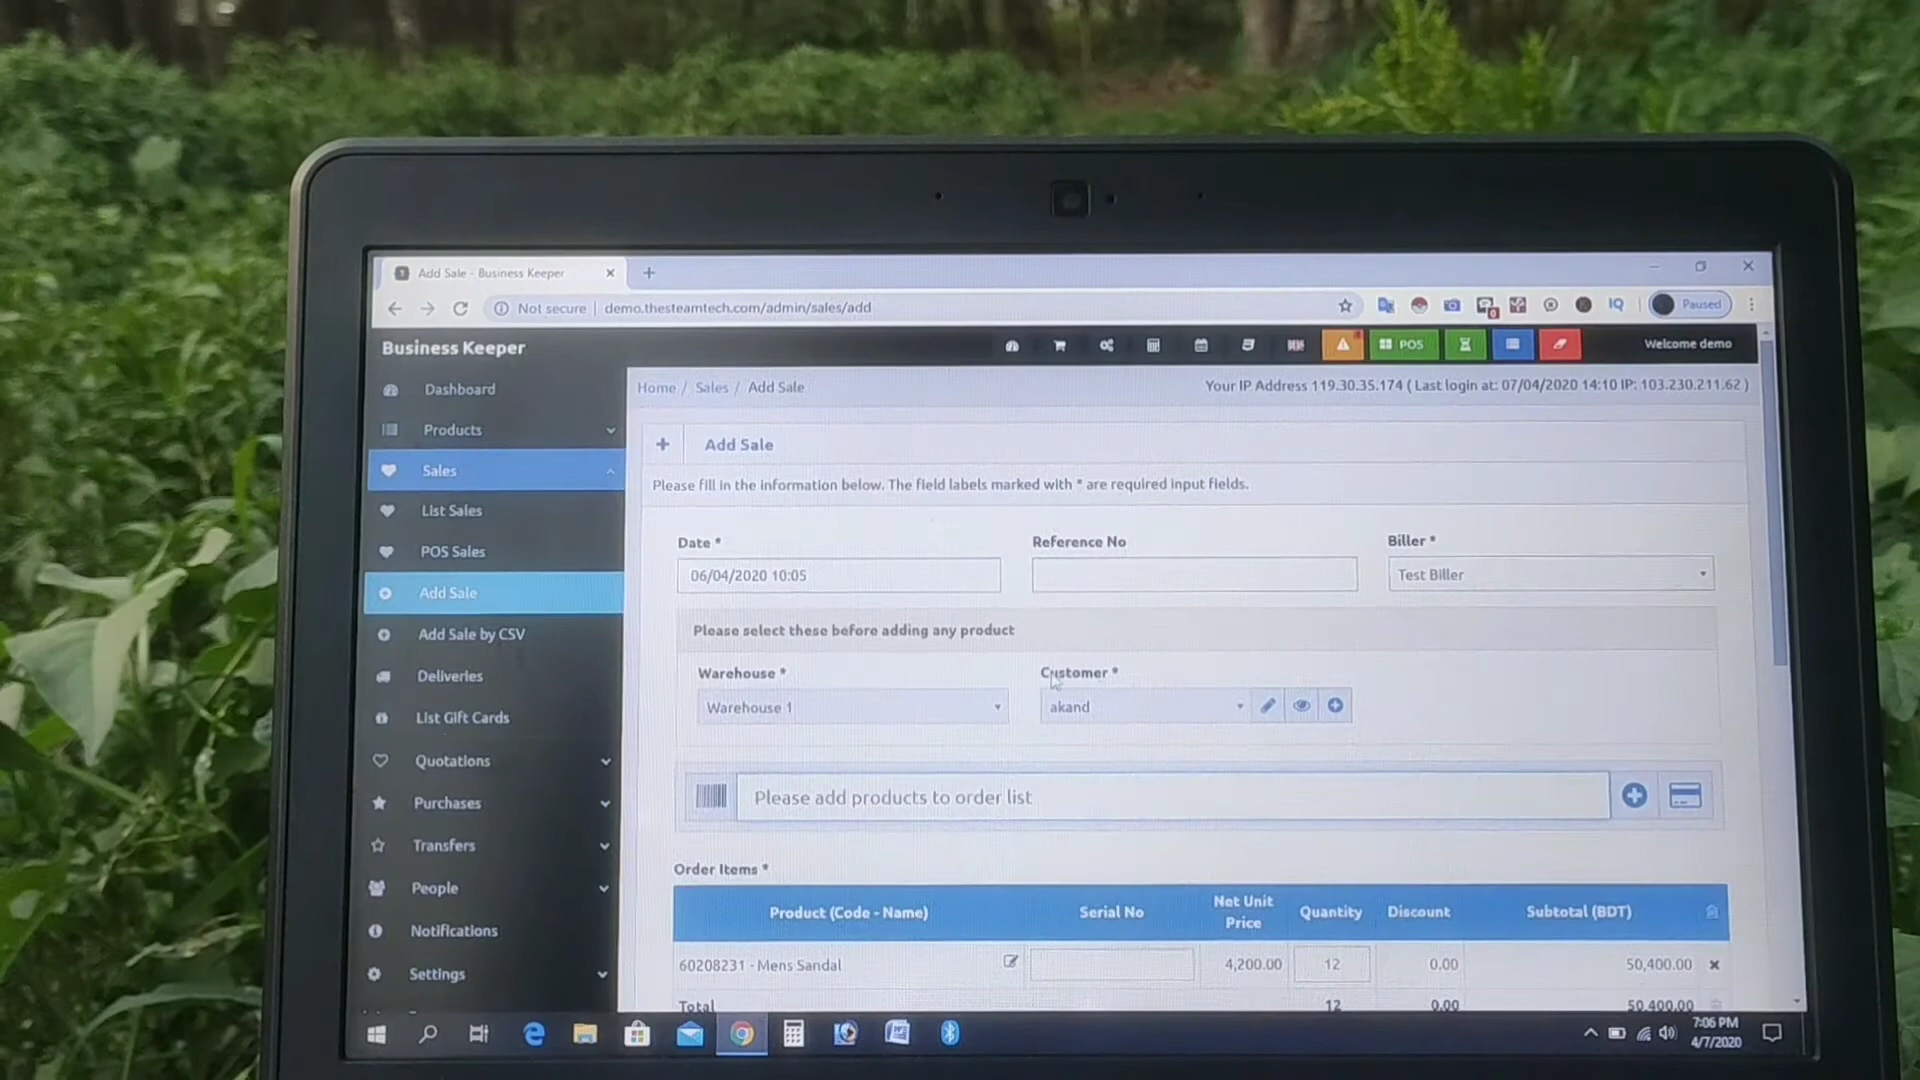 Add Sale - Business Keeper
Not secure | demo.thesteamtech.com/admin/sales/add
IQ
Paused
Business Keeper
POS
Welcome demo
Dashboard
Products
Sales
List Sales
POS Sales
Add Sale
Add Sale by CSV
Deliveries
List Gift Cards
Quotations
Purchases
Transfers
People
Notifications
Settings
Home / Sales / Add Sale
Your IP Address 119.30.35.174 ( Last login at: 07/04/2020 14:10 IP: 103.230.211.62 )
Add Sale
Please fill in the information below. The field labels marked with * are required input fields.
Date * Reference No Biller *
06/04/2020 10:05 Test Biller
Please select these before adding any product
Warehouse * Customer *
Warehouse 1 akand
Please add products to order list
Order Items *
Product (Code - Name) Serial No Net Unit Price Quantity Discount Subtotal (BDT)
60208231 - Mens Sandal 4,200.00 12 0.00 50,400.00
Total 12 0.00 50,400.00
7:06 PM
4/7/2020